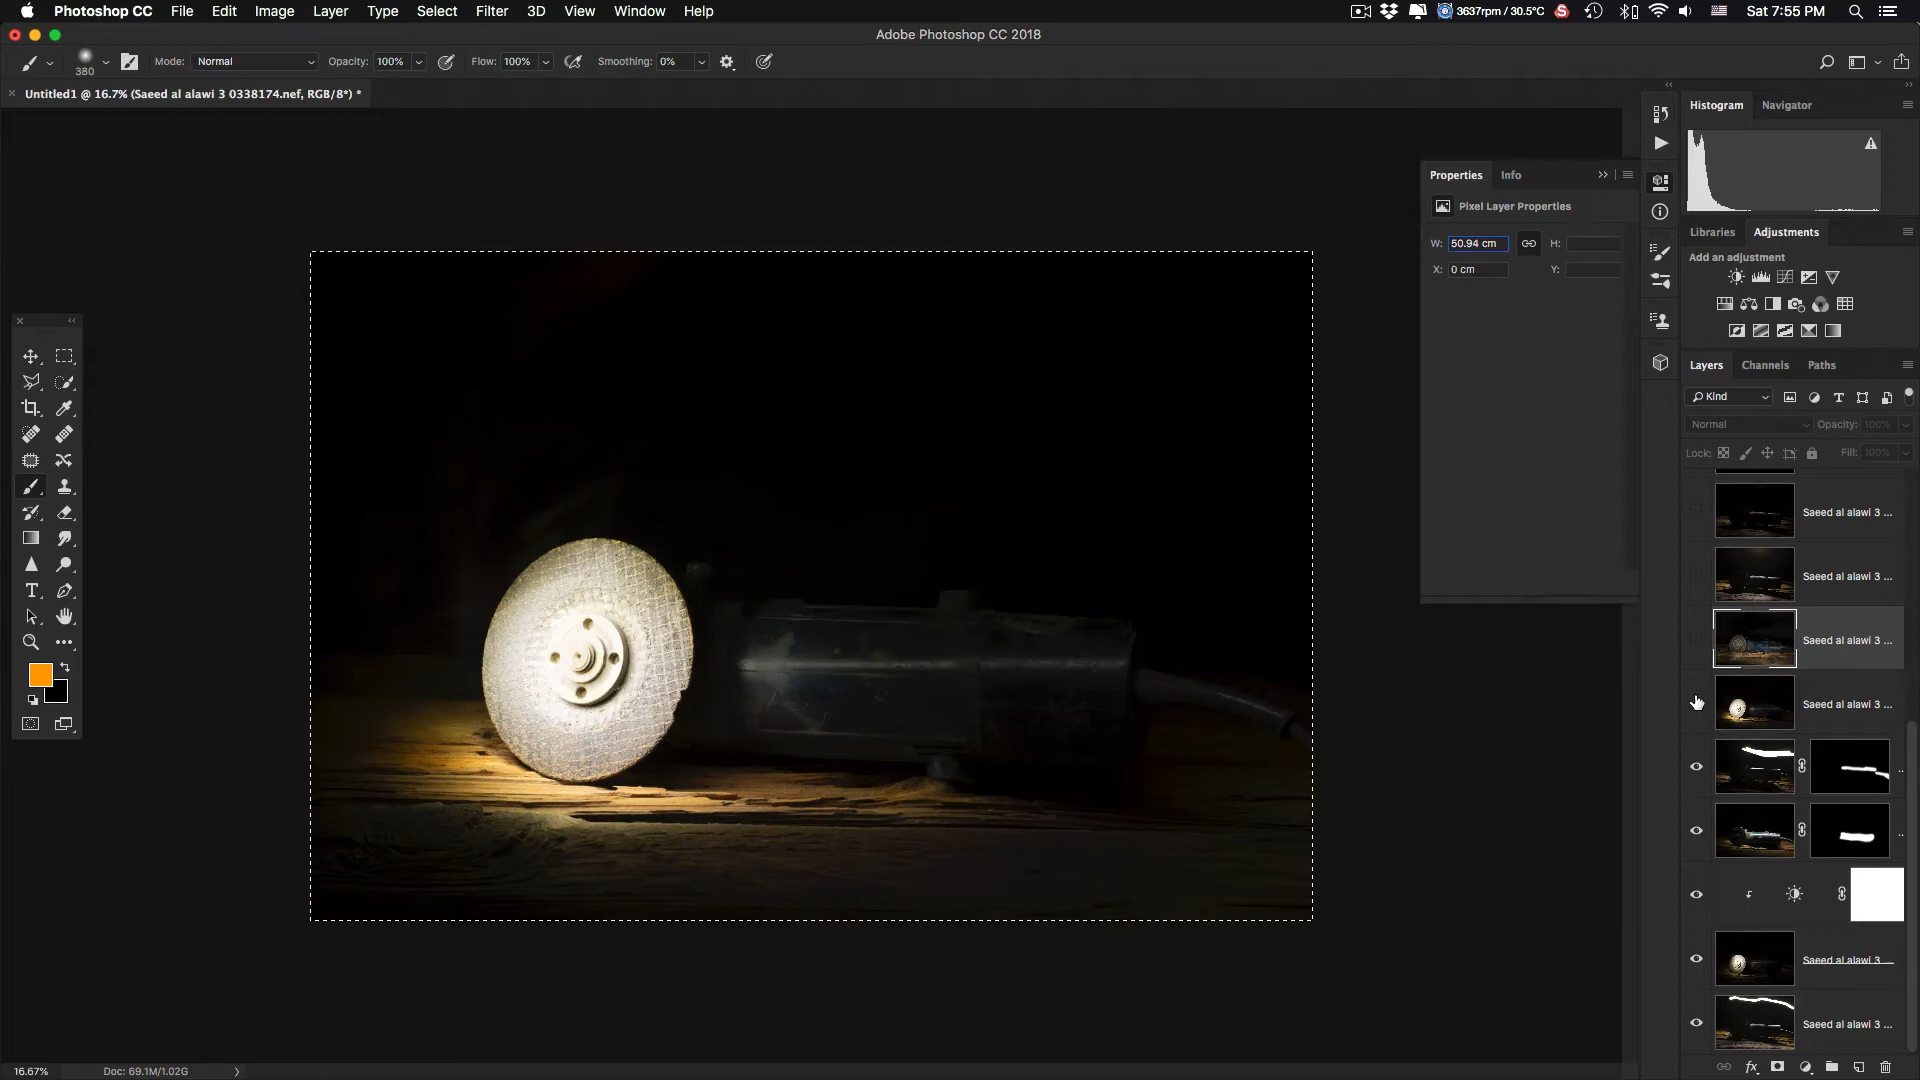 Photoshop CC File Edit Image Layer Type Select Filter 3D View Window Help 3637rpm / 30.5°C Sat 7:55 PM
Adobe Photoshop CC 2018
380 Mode: Normal Opacity: 100% Flow: 100% Smoothing: 0%
Untitled1 @ 16.7% (Saeed al alawi 3 0338174.nef, RGB/8*) *
Histogram Navigator
Properties Info
Pixel Layer Properties
W: 50.94 cm H:
X: 0 cm Y:
Libraries Adjustments
Add an adjustment
Layers Channels Paths
Kind
Normal Opacity: 100%
Lock: Fill: 100%
Saeed al alawi 3 ...
Saeed al alawi 3 ...
Saeed al alawi 3 ...
Saeed al alawi 3 ...
Saeed al alawi 3 ...
Saeed al alawi 3 ...
16.67% Doc: 69.1M/1.02G